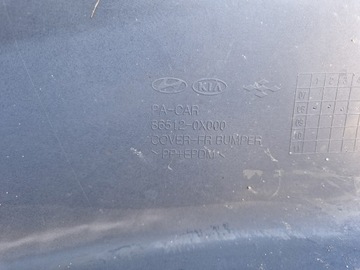 KIA
PA-CAR
86512-0X000
COVER-FR BUMPER
>PP+EPDM<